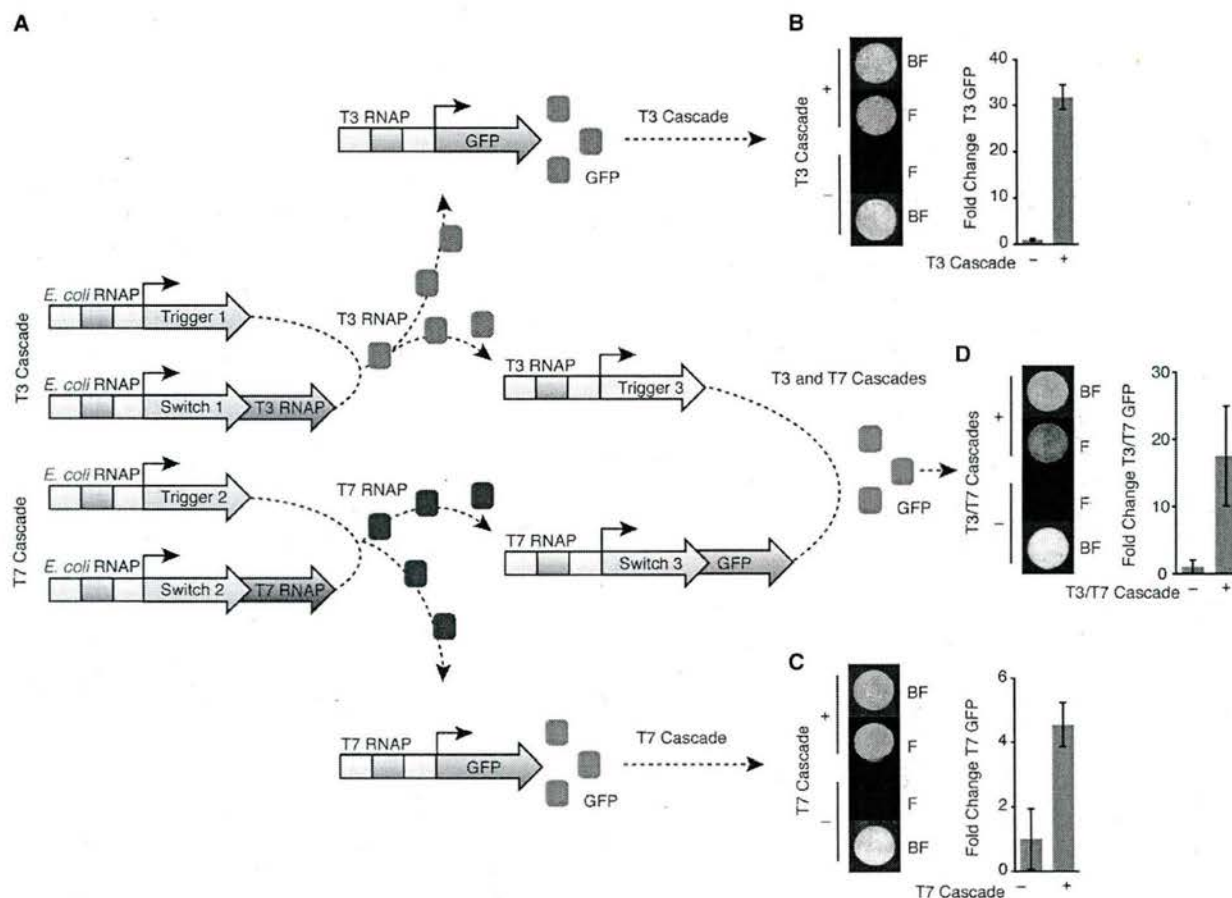 A
T3 Cascade
T7 Cascade
E. coli RNAP
Trigger 1
E. coli RNAP
Switch 1
T3 RNAP
E. coli RNAP
Trigger 2
E. coli RNAP
Switch 2
T7 RNAP
T3 RNAP
GFP
GFP
T3 Cascade
T3 RNAP
T3 RNAP
Trigger 3
T3 and T7 Cascades
T7 RNAP
T7 RNAP
Switch 3
GFP
GFP
T7 RNAP
GFP
GFP
T7 Cascade
B
T3 Cascade
+
–
BF
F
F
BF
Fold Change T3 GFP
40
30
20
10
0
T3 Cascade – +
D
T3/T7 Cascades
+
–
BF
F
F
BF
Fold Change T3/T7 GFP
30
20
10
0
T3/T7 Cascade – +
C
T7 Cascade
+
–
BF
F
F
BF
Fold Change T7 GFP
6
4
2
0
T7 Cascade – +